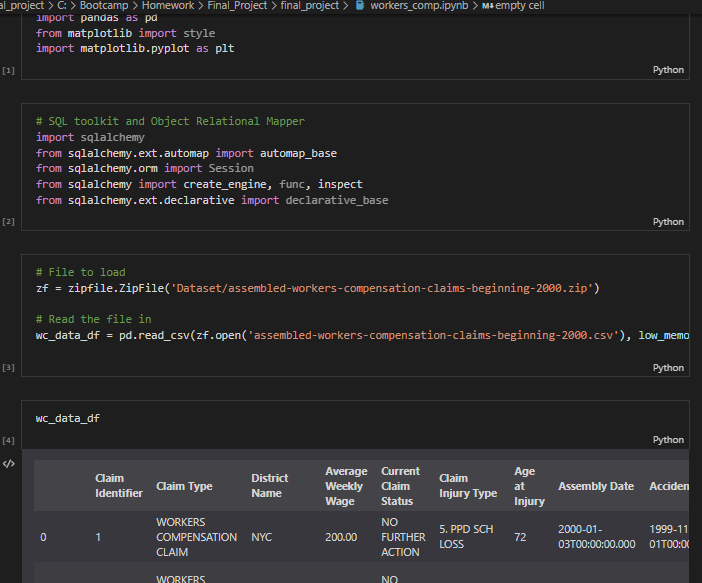 al_project > C: > Bootcamp > Homework > Final_Project > final_project > workers_comp.ipynb > M↓empty cell
import pandas as pd
from matplotlib import style
import matplotlib.pyplot as plt
[1]
Python
# SQL toolkit and Object Relational Mapper
import sqlalchemy
from sqlalchemy.ext.automap import automap_base
from sqlalchemy.orm import Session
from sqlalchemy import create_engine, func, inspect
from sqlalchemy.ext.declarative import declarative_base
[2]
Python
# File to load
zf = zipfile.ZipFile('Dataset/assembled-workers-compensation-claims-beginning-2000.zip')
# Read the file in
wc_data_df = pd.read_csv(zf.open('assembled-workers-compensation-claims-beginning-2000.csv'), low_memo
[3]
Python
wc_data_df
[4]
Python
Claim Identifier Claim Type District Name Average Weekly Wage Current Claim Status Claim Injury Type Age at Injury Assembly Date Acciden
0 1 WORKERS COMPENSATION CLAIM NYC 200.00 NO FURTHER ACTION 5. PPD SCH LOSS 72 2000-01-03T00:00:00.000 1999-11 01T00:00
WORKERS NO